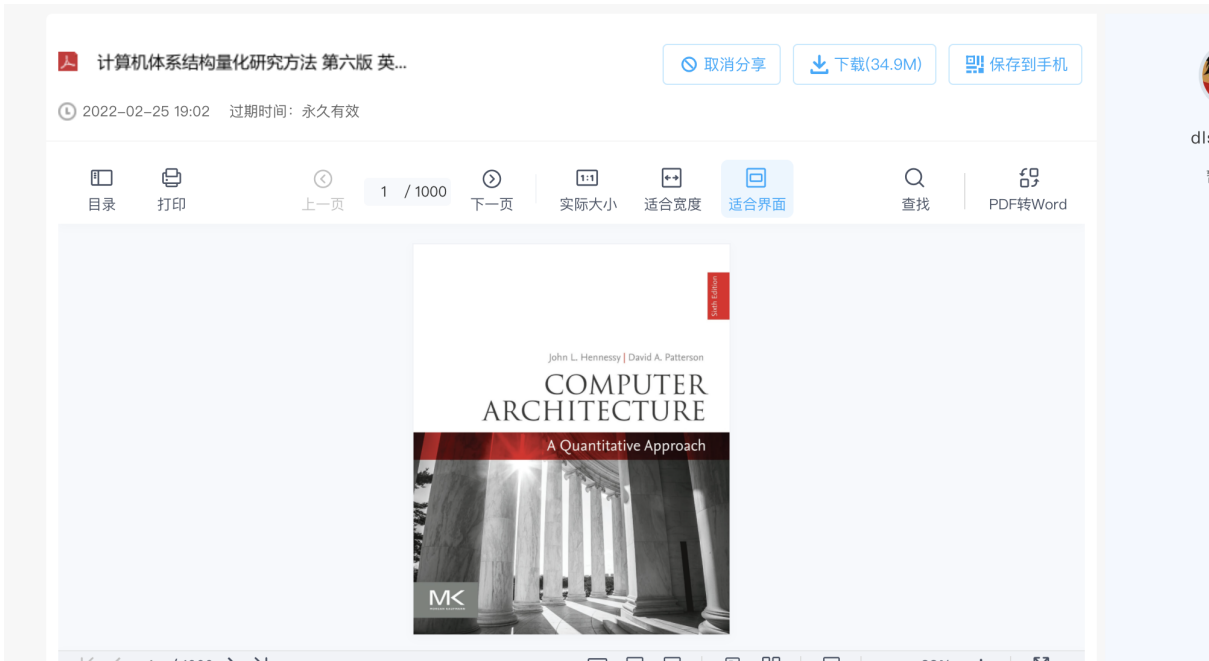 计算机体系结构量化研究方法 第六版 英...
取消分享
下载(34.9M)
保存到手机
2022-02-25 19:02 过期时间：永久有效
目录
打印
上一页
1 / 1000
下一页
1:1
实际大小
适合宽度
适合界面
查找
PDF转Word
Sixth Edition
John L. Hennessy | David A. Patterson
COMPUTER
ARCHITECTURE
A Quantitative Approach
MK